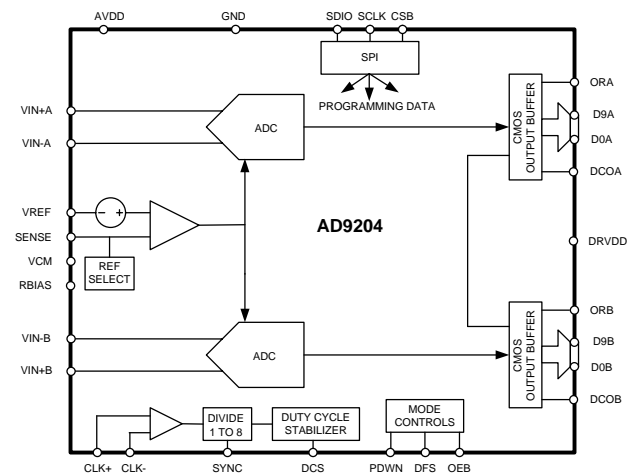 AVDD
GND
SDIO SCLK CSB
SPI
PROGRAMMING DATA
VIN+A
VIN-A
ADC
CMOS
OUTPUT BUFFER
ORA
D9A
D0A
DCOA
VREF
SENSE
VCM
RBIAS
REF
SELECT
AD9204
DRVDD
VIN-B
VIN+B
ADC
CMOS
OUTPUT BUFFER
ORB
D9B
D0B
DCOB
DIVIDE
1 TO 8
DUTY CYCLE
STABILIZER
MODE
CONTROLS
CLK+ CLK- SYNC DCS PDWN DFS OEB